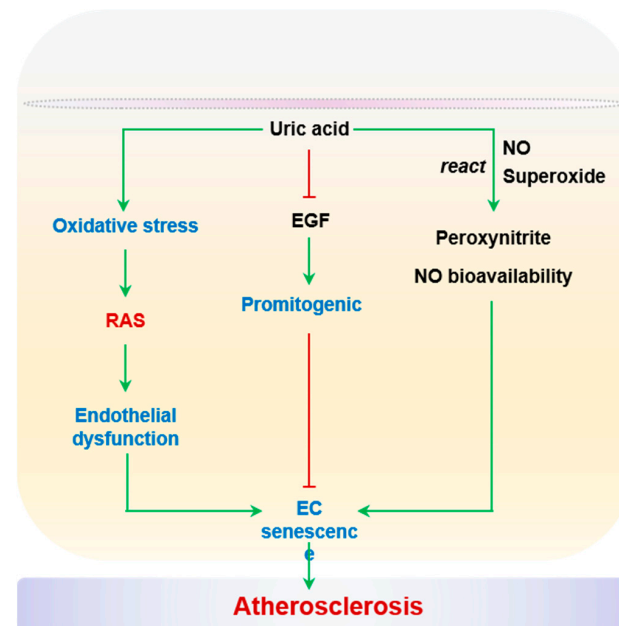 Uric acid
react
NO
Superoxide
Oxidative stress
EGF
Peroxynitrite
NO bioavailability
Promitogenic
RAS
Endothelial
dysfunction
EC
senescenc
e
Atherosclerosis